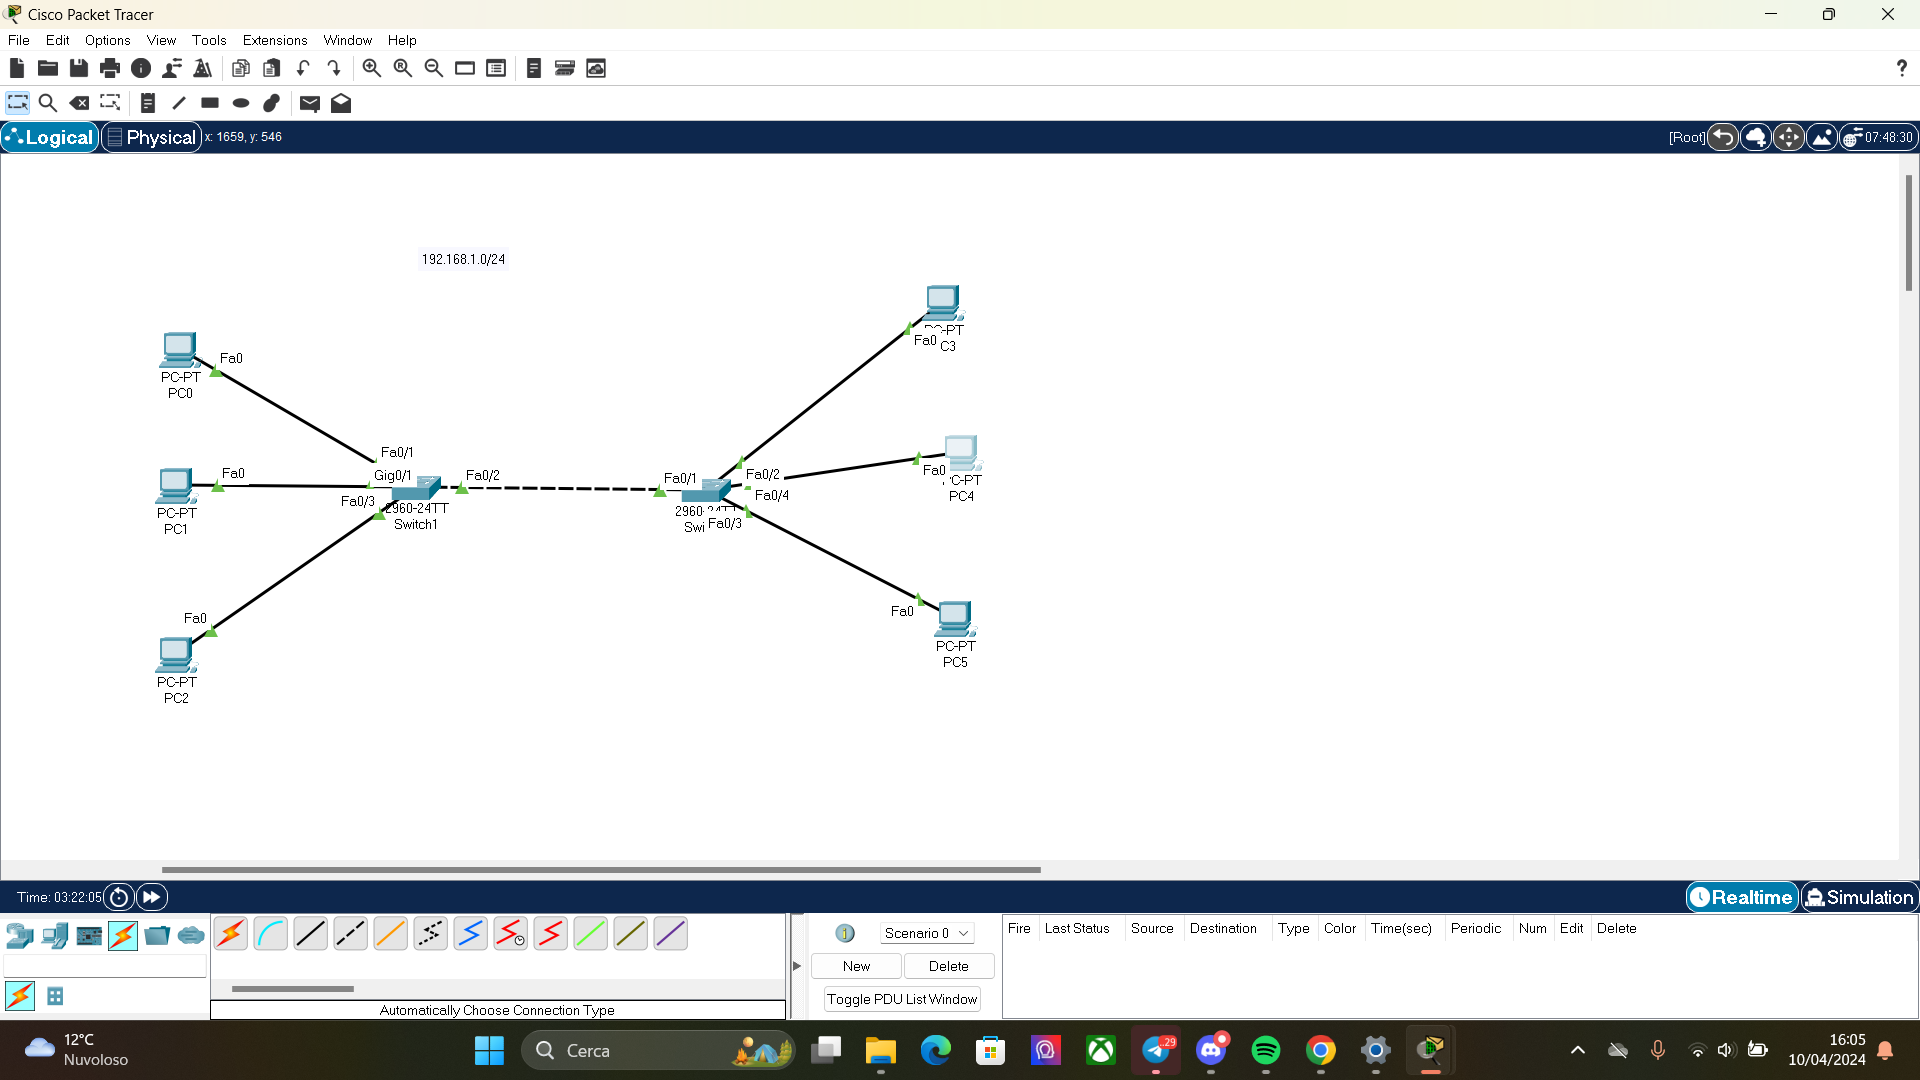 Cisco Packet Tracer
File Edit Options View Tools Extensions Window Help
Logical Physical x: 1659, y: 546 [Root] 07:48:30
192.168.1.0/24
PC-PT
Fa0 C3
Fa0
PC-PT
PC0
Fa0/1
Fa0
Gig0/1 Fa0/2
Fa0/3
2960-24TT
Switch1
PC-PT
PC1
Fa0/1 Fa0/2
Fa0/4
2960-24TT
Swi Fa0/3
Fa0
PC-PT
PC4
Fa0
PC-PT
PC2
Fa0
PC-PT
PC5
Time: 03:22:05 Realtime Simulation
Scenario 0
New Delete
Toggle PDU List Window
Fire Last Status Source Destination Type Color Time(sec) Periodic Num Edit Delete
Automatically Choose Connection Type
12°C
Nuvoloso
Cerca
29
16:05
10/04/2024